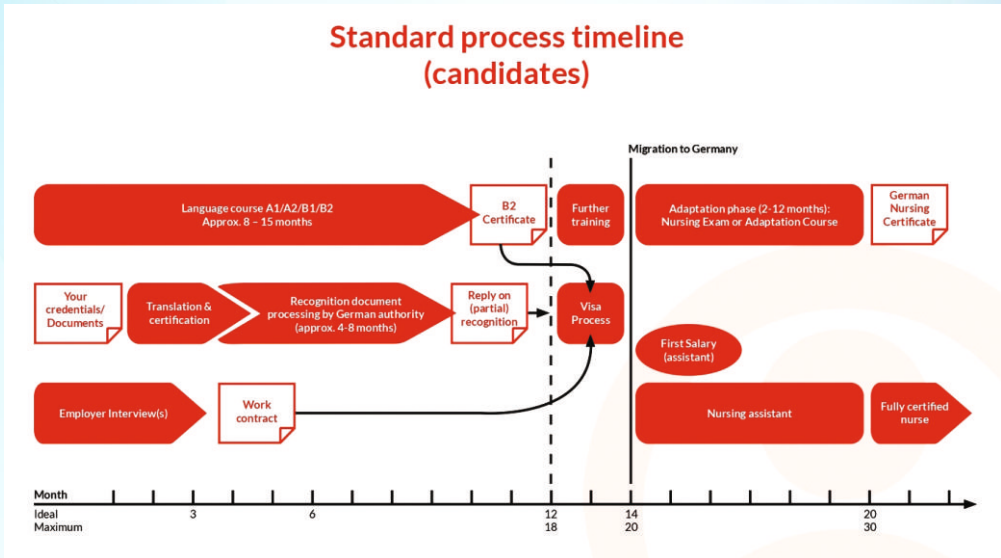 Standard process timeline
(candidates)
Migration to Germany
Language course A1/A2/B1/B2
Approx. 8 – 15 months
B2
Certificate
Further
training
Adaptation phase (2-12 months):
Nursing Exam or Adaptation Course
German
Nursing
Certificate
Your
credentials/
Documents
Translation &
certification
Recognition document
processing by German authority
(approx. 4-8 months)
Reply on
(partial)
recognition
Visa
Process
First Salary
(assistant)
Employer Interview(s)
Work
contract
Nursing assistant
Fully certified
nurse
Month
Ideal 3 6 12 14 20
Maximum 18 20 30